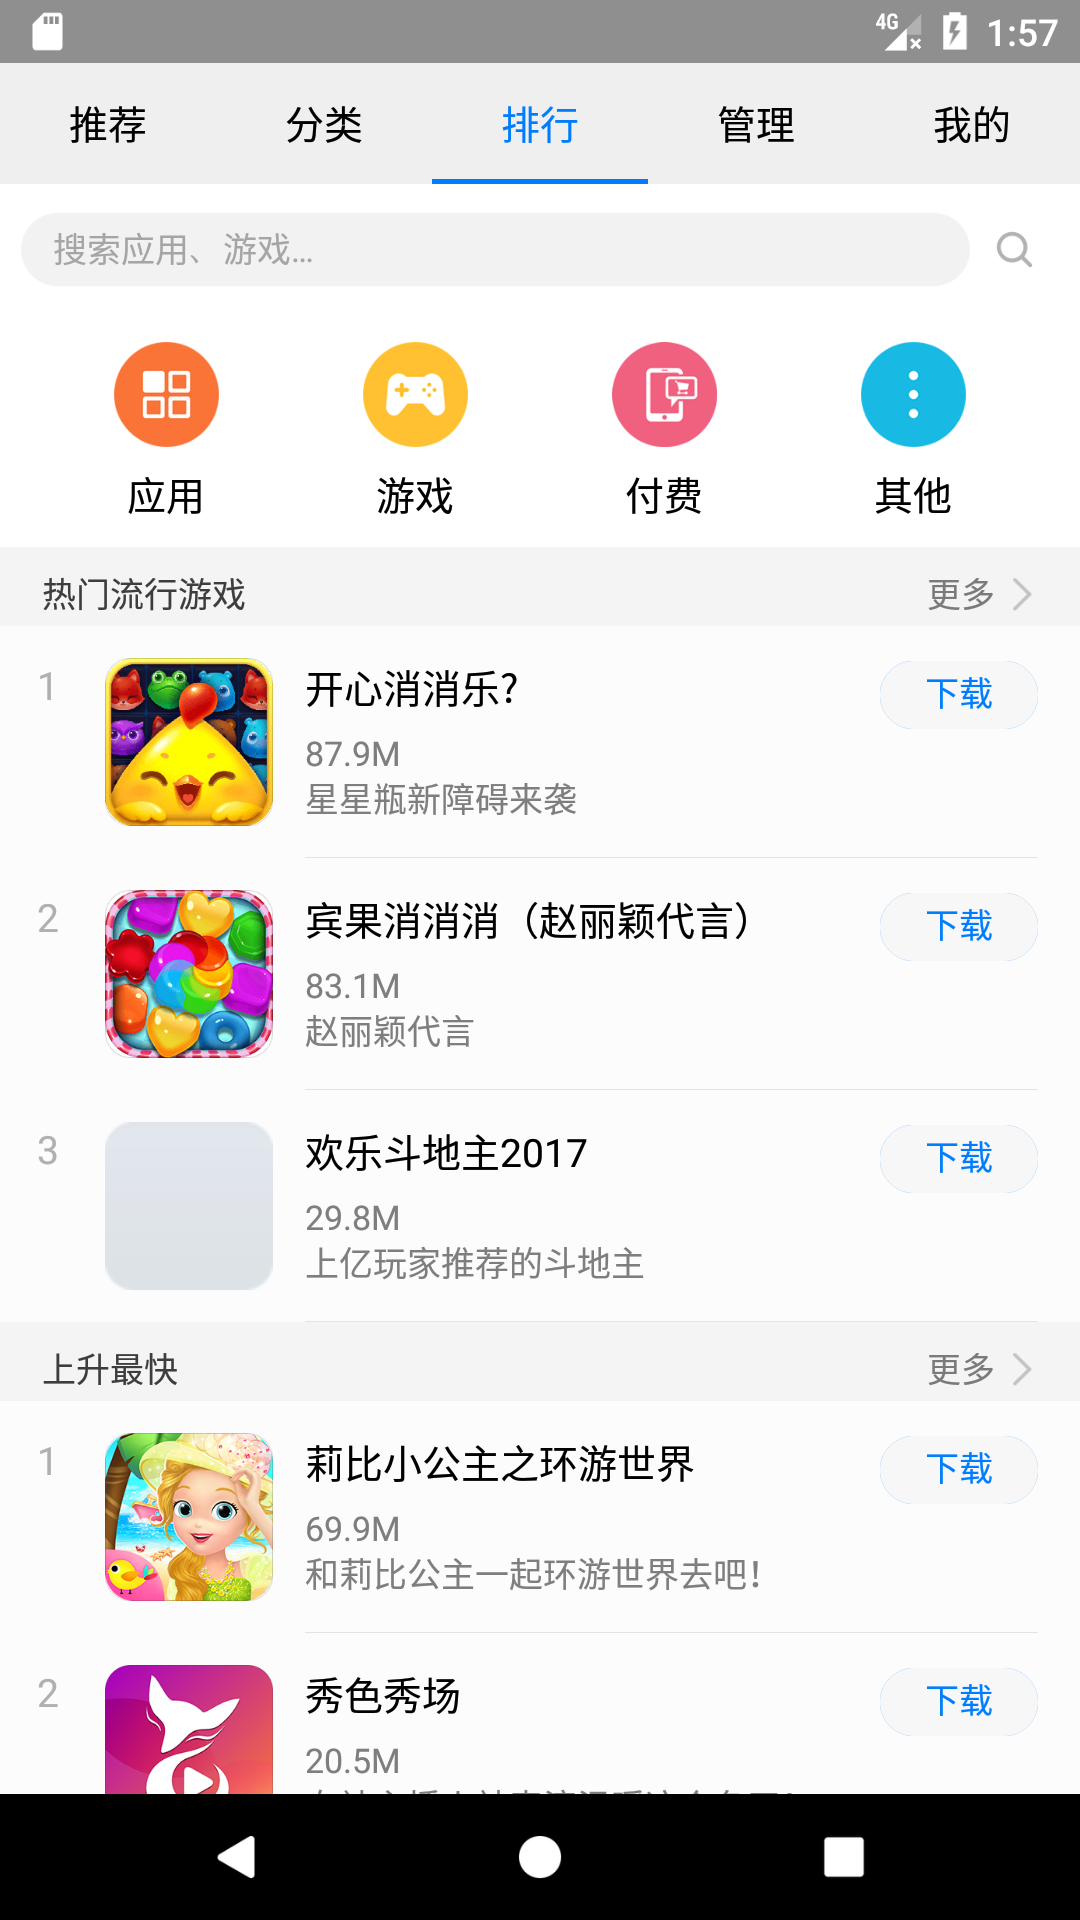 4G 1:57
推荐 分类 排行 管理 我的
搜索应用、游戏...
应用 游戏 付费 其他
热门流行游戏 更多
1 开心消消乐? 下载
87.9M
星星瓶新障碍来袭
2 宾果消消消（赵丽颖代言） 下载
83.1M
赵丽颖代言
3 欢乐斗地主2017 下载
29.8M
上亿玩家推荐的斗地主
上升最快 更多
1 莉比小公主之环游世界 下载
69.9M
和莉比公主一起环游世界去吧!
2 秀色秀场 下载
20.5M